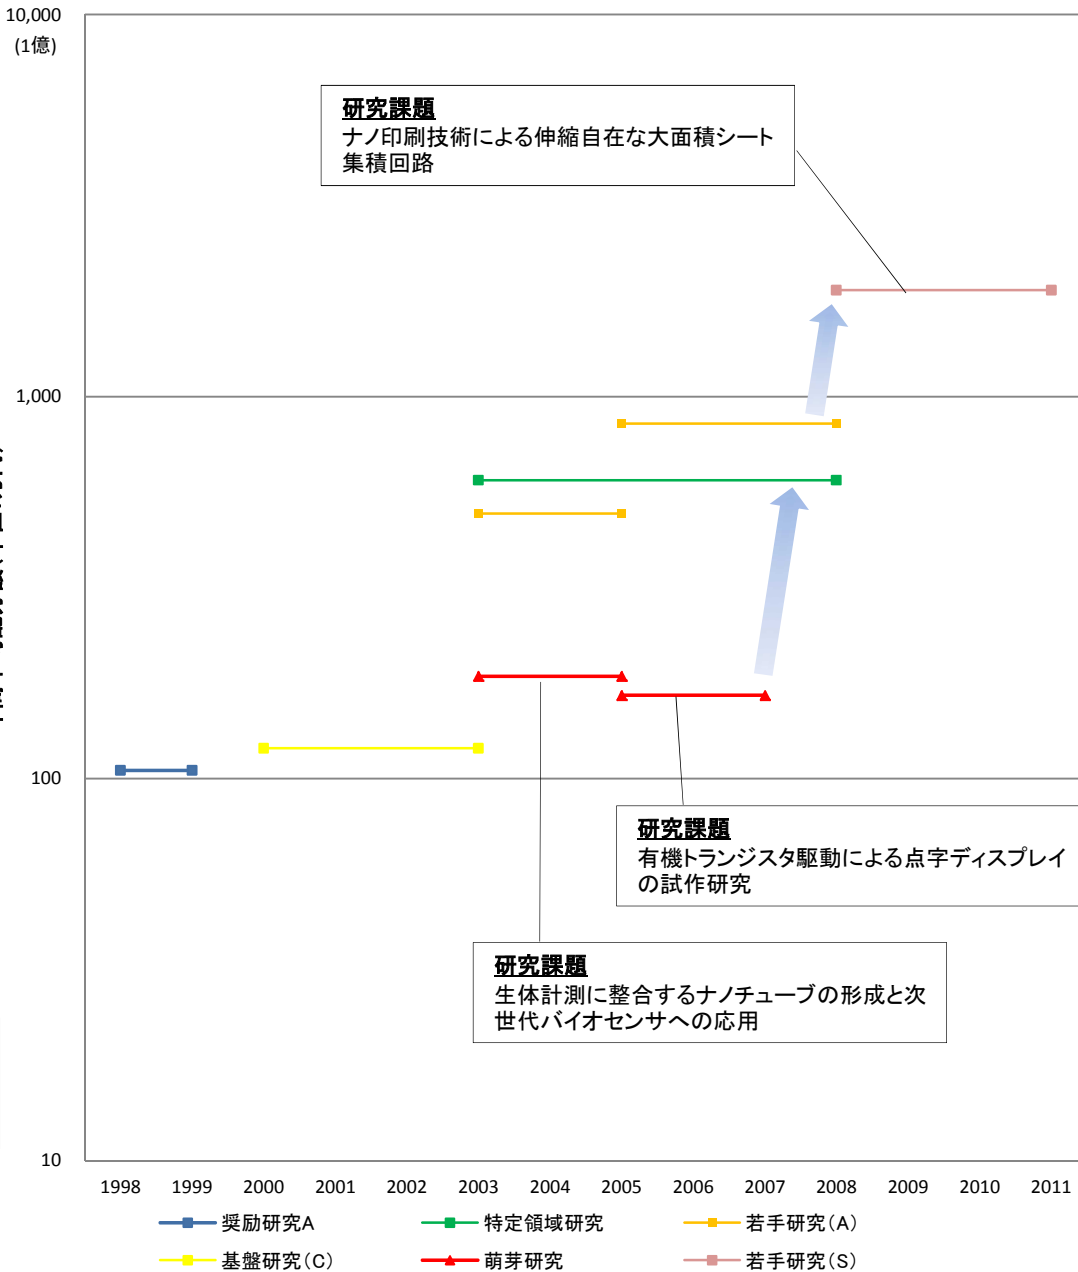 10,000
(1億)
研究課題
ナノ印刷技術による伸縮自在な大面積シート
集積回路
1,000
100
研究課題
有機トランジスタ駆動による点字ディスプレイ
の試作研究
研究課題
生体計測に整合するナノチューブの形成と次
世代バイオセンサへの応用
10
1998 1999 2000 2001 2002 2003 2004 2005 2006 2007 2008 2009 2010 2011
奨励研究A 特定領域研究 若手研究(A)
基盤研究(C) 萌芽研究 若手研究(S)